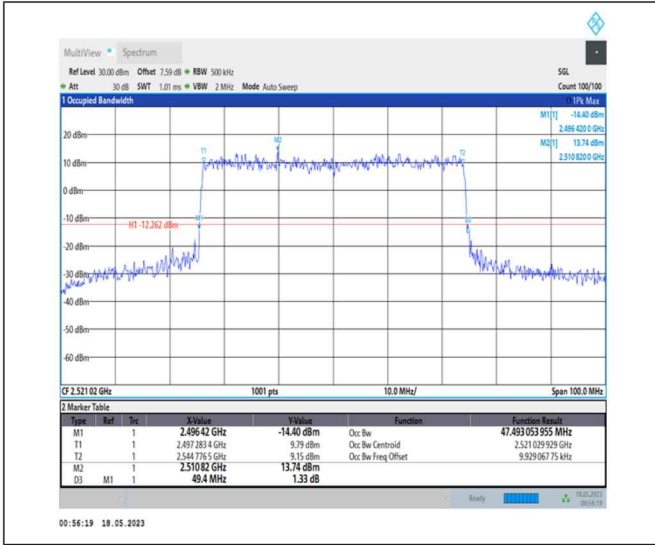 MultiView Spectrum
Ref Level 30.00 dBm Offset 7.59 dB RBW 500 kHz SGL
Att 30 dB SWT 1.01 ms VBW 2 MHz Mode Auto Sweep Count 100/100
1 Occupied Bandwidth 1Pk Max
M1[1] -14.40 dBm
2.496 420 0 GHz
M2[1] 13.74 dBm
2.510 820 0 GHz
20 dBm
M2
T1
T2
10 dBm
0 dBm
-10 dBm
M1
H1 -12.262 dBm
-20 dBm
-30 dBm
-40 dBm
-50 dBm
-60 dBm
CF 2.521 02 GHz 1001 pts 10.0 MHz/ Span 100.0 MHz
2 Marker Table
Type Ref Trc X-Value Y-Value Function Function Result
M1 1 2.496 42 GHz -14.40 dBm Occ Bw 47.493 053 955 MHz
T1 1 2.497 283 4 GHz 9.79 dBm Occ Bw Centroid 2.521 029 929 GHz
T2 1 2.544 776 5 GHz 9.15 dBm Occ Bw Freq Offset 9.929 067 75 kHz
M2 1 2.510 82 GHz 13.74 dBm
D3 M1 1 49.4 MHz 1.33 dB
Ready 18.05.2023
00:56:19
00:56:19 18.05.2023